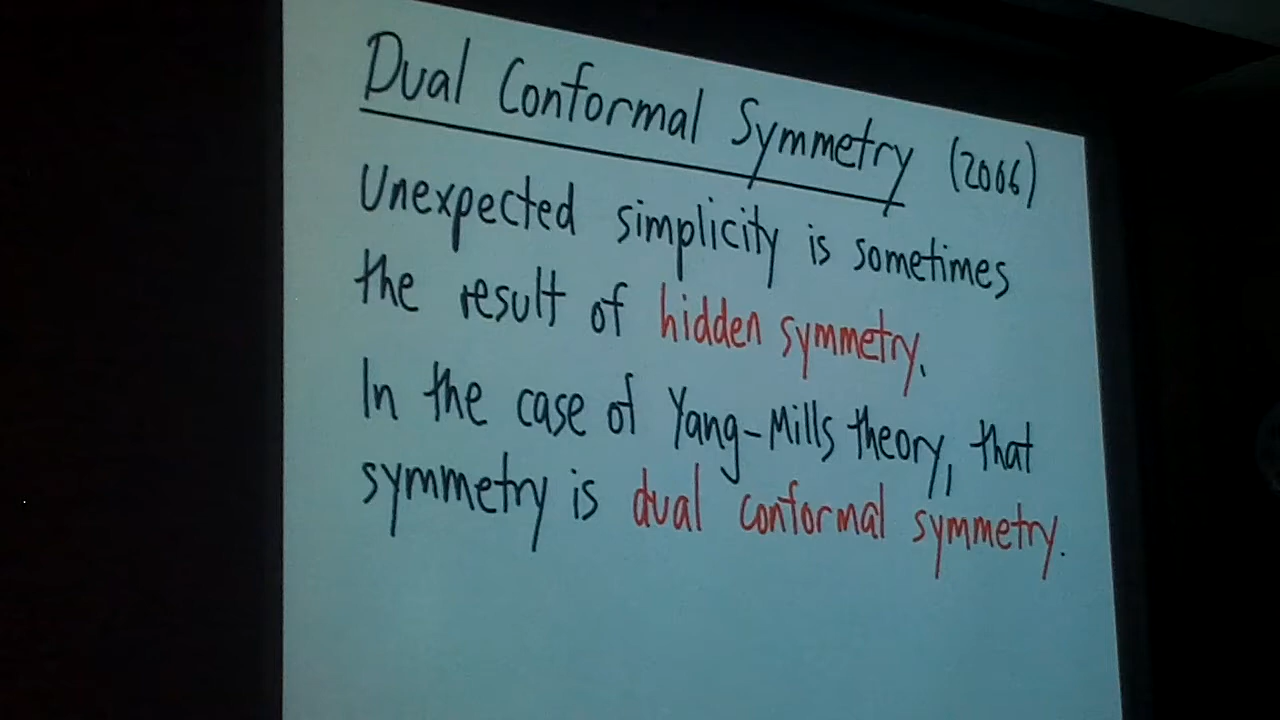 Dual Conformal Symmetry (2006)
Unexpected simplicity is sometimes
the result of hidden symmetry.
In the case of Yang-Mills theory, that
symmetry is dual conformal symmetry.